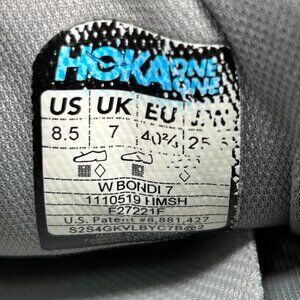 HOKA ONE ONE
US UK EU
8.5 7 40⅔ 25
W BONDI 7
1110519 HMSH
F27221F
U.S. Patent #8,881,427
S2S4GKVLBYC7B@2